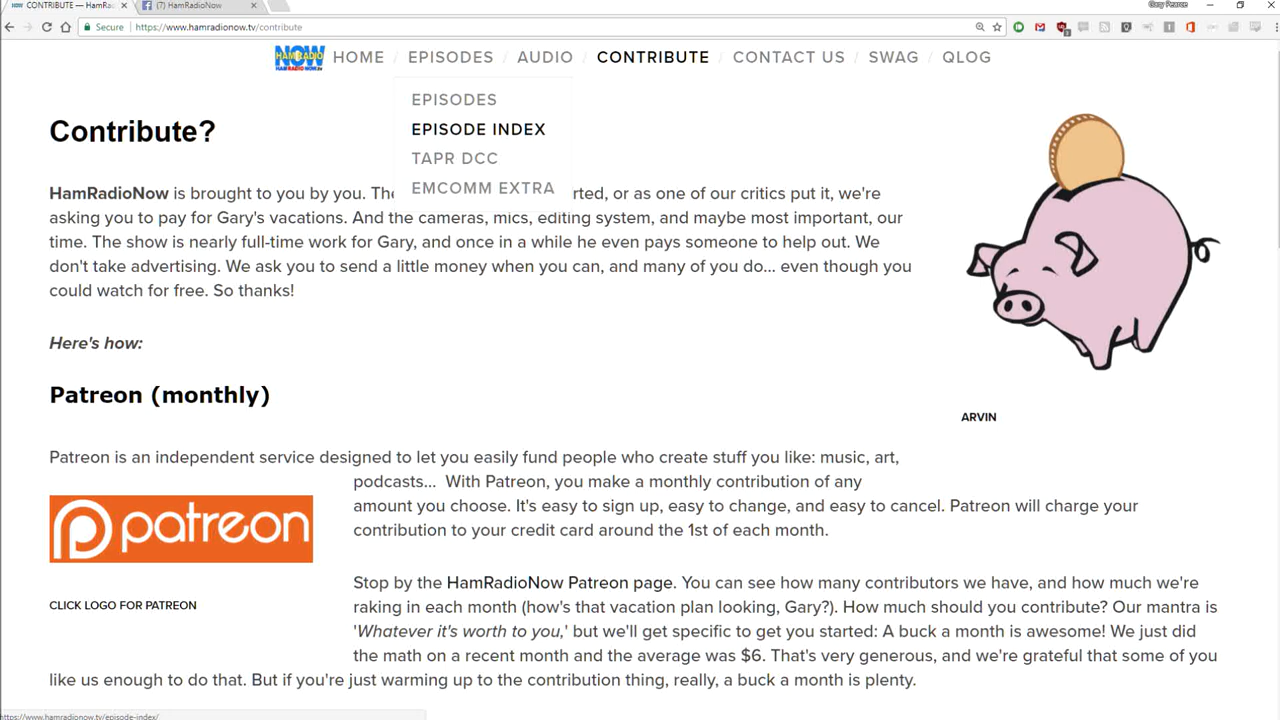 CONTRIBUTE — HamRa
(7) HamRadioNow
Gary Pearce
Secure
https://www.hamradionow.tv/contribute
NOW
HAM RADIO
HAM RADIO NOW.tv
HOME / EPISODES / AUDIO / CONTRIBUTE / CONTACT US / SWAG / QLOG
EPISODES
EPISODE INDEX
TAPR DCC
EMCOMM EXTRA
Contribute?
HamRadioNow is brought to you by you. The rted, or as one of our critics put it, we're
asking you to pay for Gary's vacations. And the cameras, mics, editing system, and maybe most important, our
time. The show is nearly full-time work for Gary, and once in a while he even pays someone to help out. We
don't take advertising. We ask you to send a little money when you can, and many of you do... even though you
could watch for free. So thanks!
Here's how:
Patreon (monthly)
ARVIN
Patreon is an independent service designed to let you easily fund people who create stuff you like: music, art,
podcasts... With Patreon, you make a monthly contribution of any
amount you choose. It's easy to sign up, easy to change, and easy to cancel. Patreon will charge your
contribution to your credit card around the 1st of each month.
patreon
CLICK LOGO FOR PATREON
Stop by the HamRadioNow Patreon page. You can see how many contributors we have, and how much we're
raking in each month (how's that vacation plan looking, Gary?). How much should you contribute? Our mantra is
'Whatever it's worth to you,' but we'll get specific to get you started: A buck a month is awesome! We just did
the math on a recent month and the average was $6. That's very generous, and we're grateful that some of you
like us enough to do that. But if you're just warming up to the contribution thing, really, a buck a month is plenty.
https://www.hamradionow.tv/episode-index/